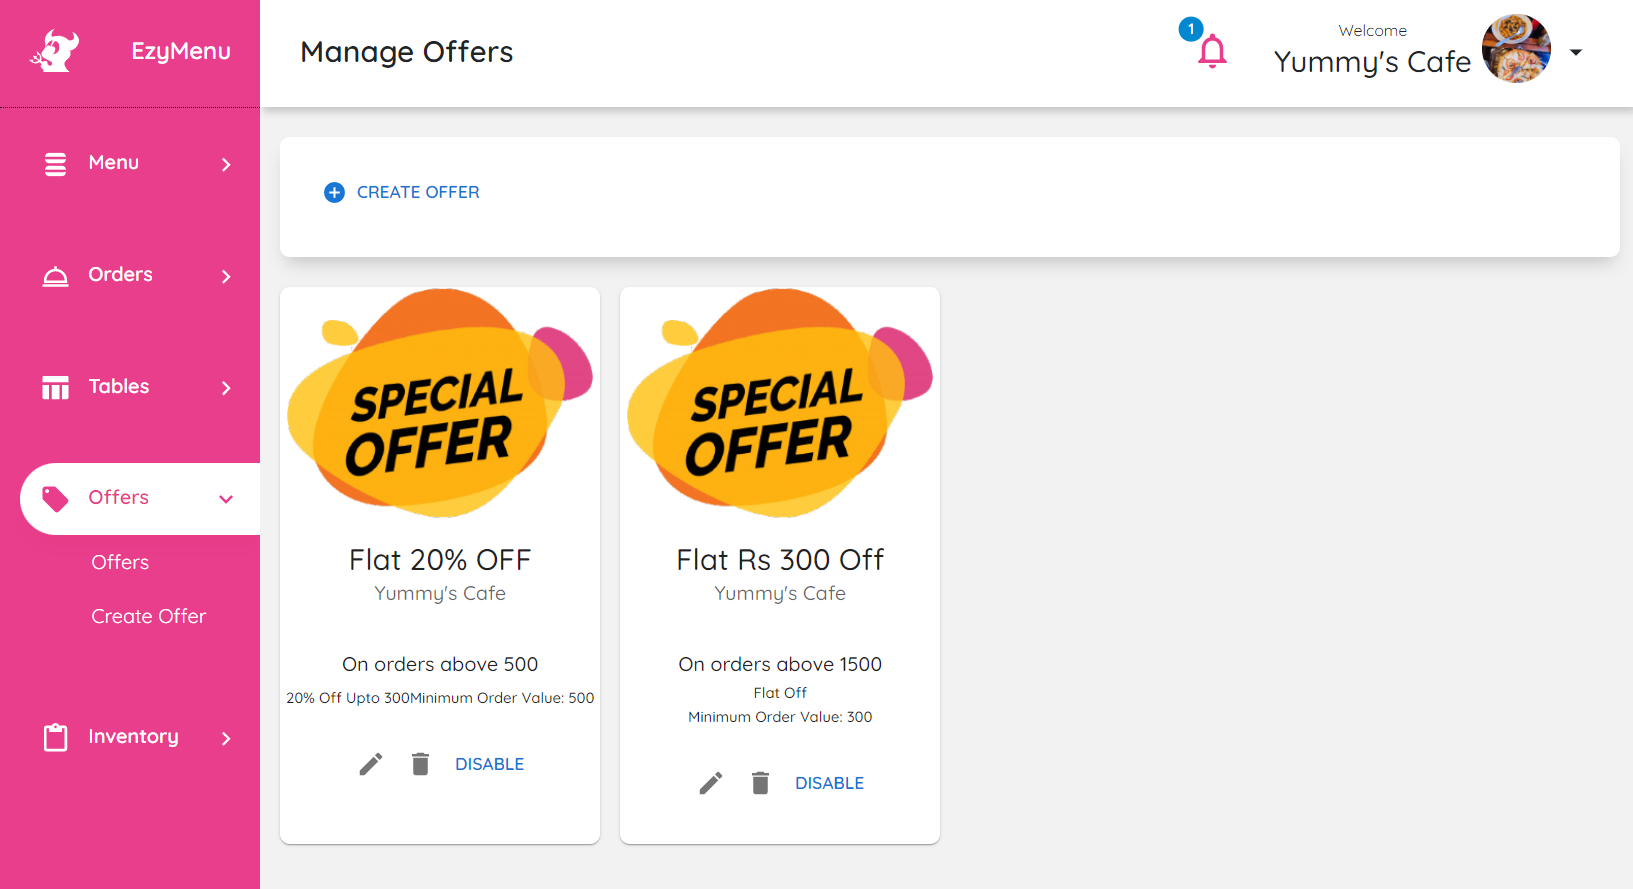 EzyMenu
Manage Offers
1
Welcome
Yummy's Cafe
Menu
Orders
Tables
Offers
Offers
Create Offer
Inventory
CREATE OFFER
SPECIAL
OFFER
Flat 20% OFF
Yummy's Cafe
On orders above 500
20% Off Upto 300Minimum Order Value: 500
DISABLE
SPECIAL
OFFER
Flat Rs 300 Off
Yummy's Cafe
On orders above 1500
Flat Off
Minimum Order Value: 300
DISABLE